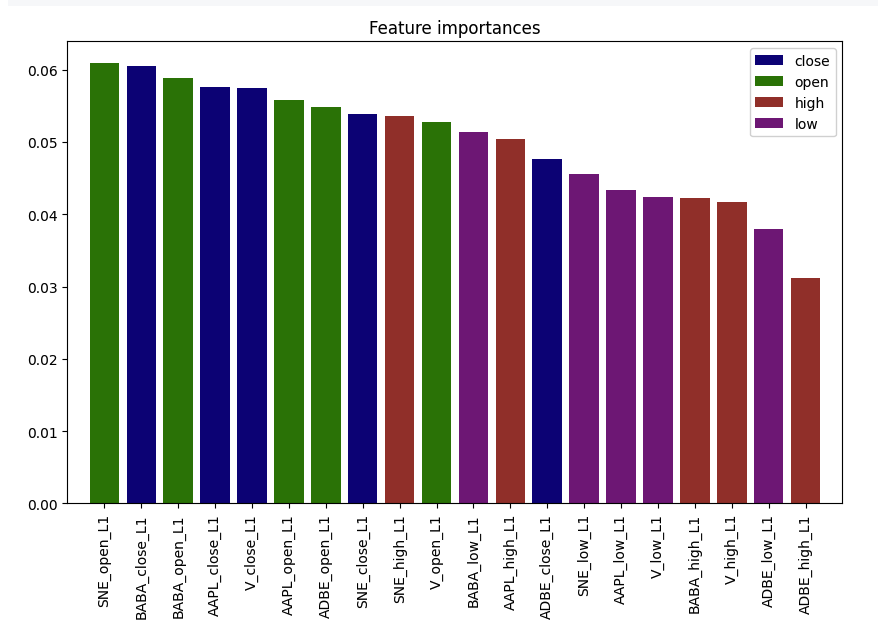 Feature importances
close
open
high
low
0.06
0.05
0.04
0.03
0.02
0.01
0.00
SNE_open_L1
BABA_close_L1
BABA_open_L1
AAPL_close_L1
V_close_L1
AAPL_open_L1
ADBE_open_L1
SNE_close_L1
SNE_high_L1
V_open_L1
BABA_low_L1
AAPL_high_L1
ADBE_close_L1
SNE_low_L1
AAPL_low_L1
V_low_L1
BABA_high_L1
V_high_L1
ADBE_low_L1
ADBE_high_L1